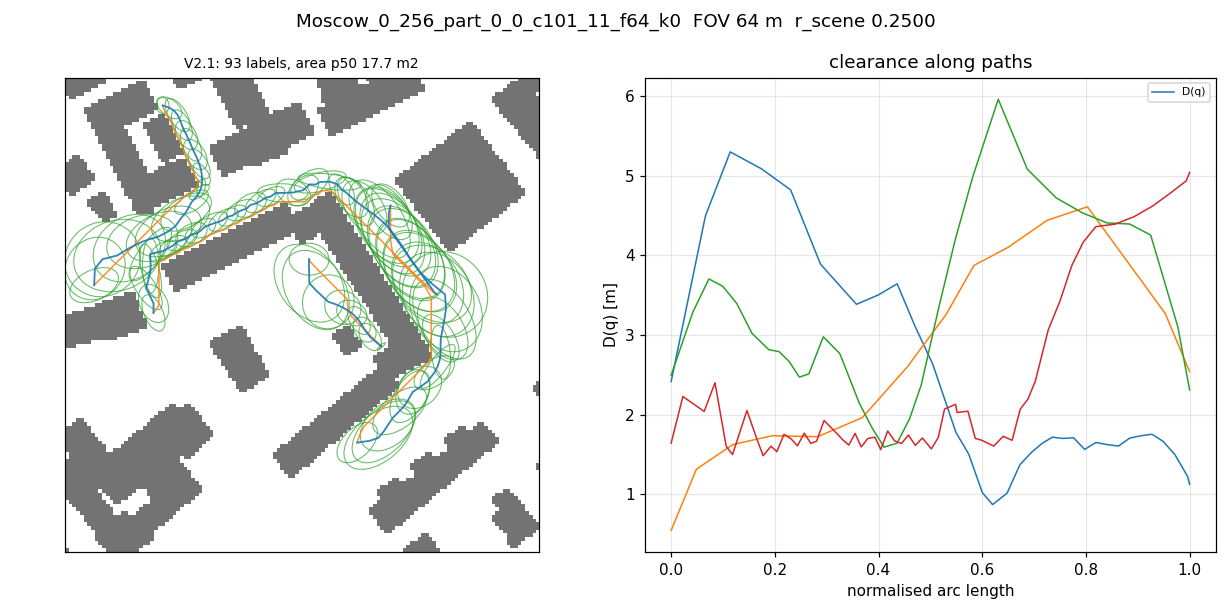 Moscow_0_256_part_0_0_c101_11_f64_k0  FOV 64 m  r_scene 0.2500
V2.1: 93 labels, area p50 17.7 m2
clearance along paths
D(q)
D(q) [m]
6
5
4
3
2
1
0.0 0.2 0.4 0.6 0.8 1.0
normalised arc length